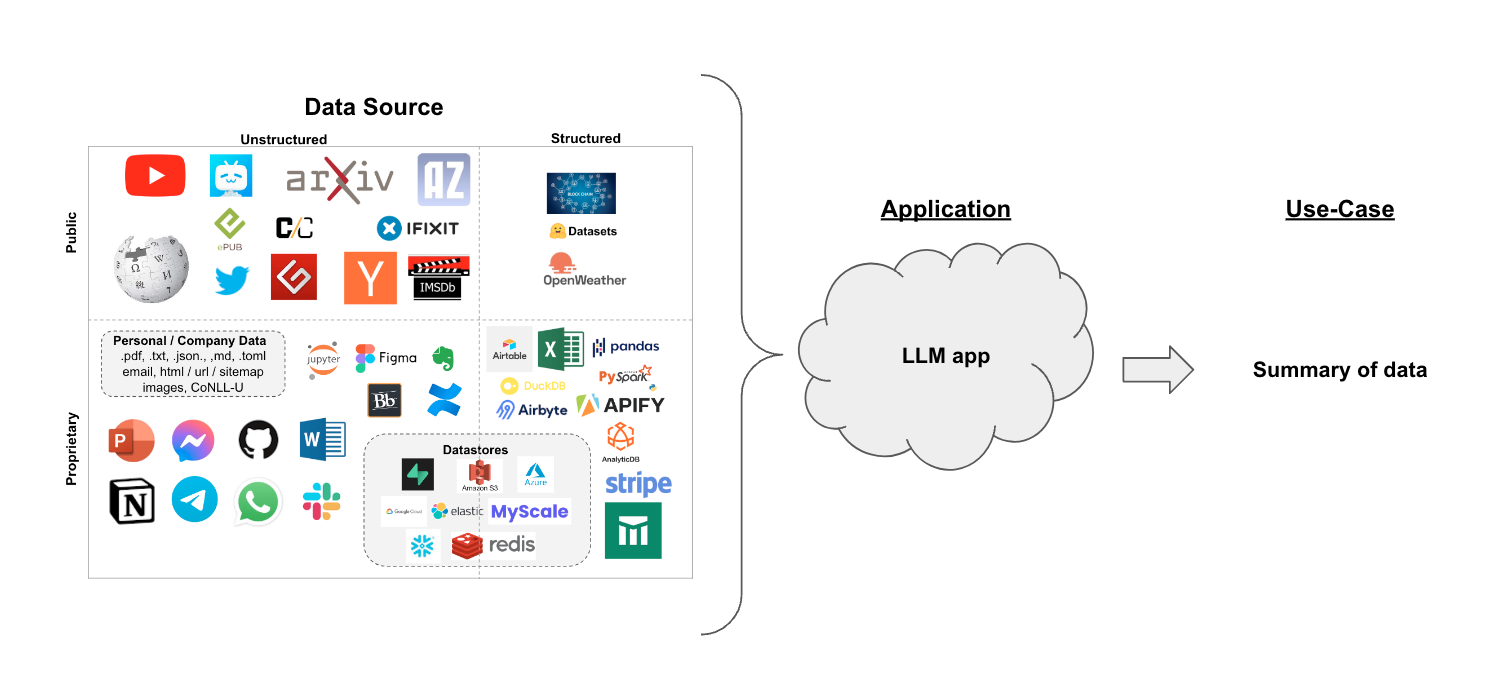 Data Source
Unstructured
Structured
Public
arXiv
AZ
ePUB
C/C
IFIXIT
IMSDb
BLOCK CHAIN
Datasets
OpenWeather
Proprietary
Personal / Company Data
.pdf, .txt, .json., ,md, .toml
email, html / url / sitemap
images, CoNLL-U
jupyter
Figma
Bb
P
W
N
Airtable
X
pandas
PySpark
DuckDB
Airbyte
APIFY
AnalyticDB
stripe
Datastores
Amazon S3
Azure
Google Cloud
elastic
MyScale
redis
Application
LLM app
Use-Case
Summary of data